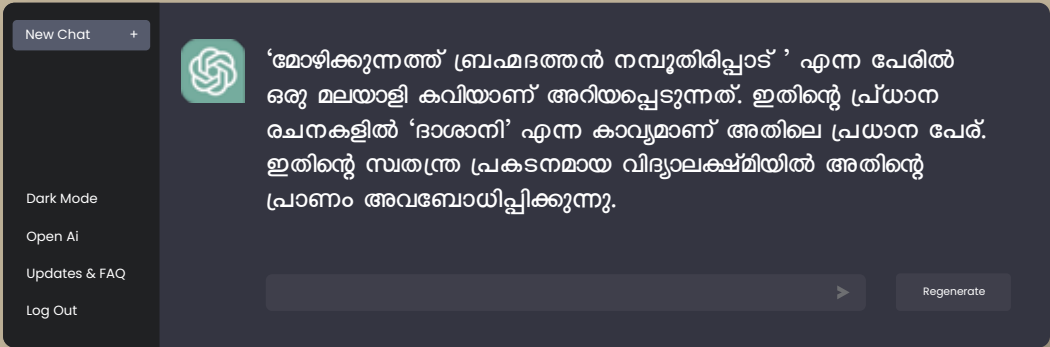 New Chat +
‘മോഴിക്കുന്നത്ത് ബ്രഹ്മദത്തൻ നമ്പൂതിരിപ്പാട് ’ എന്ന പേരിൽ
ഒരു മലയാളി കവിയാണ് അറിയപ്പെടുന്നത്. ഇതിന്റെ പ്ര്ധാന
രചനകളിൽ ‘ദാശാനി’ എന്ന കാവ്യമാണ് അതിലെ പ്രധാന പേര്.
ഇതിന്റെ സ്വതന്ത്ര പ്രകടനമായ വിദ്യാലക്ഷ്മിയിൽ അതിന്റെ
പ്രാണം അവബോധിപ്പിക്കുന്നു.
Dark Mode
Open Ai
Updates & FAQ
Log Out
Regenerate